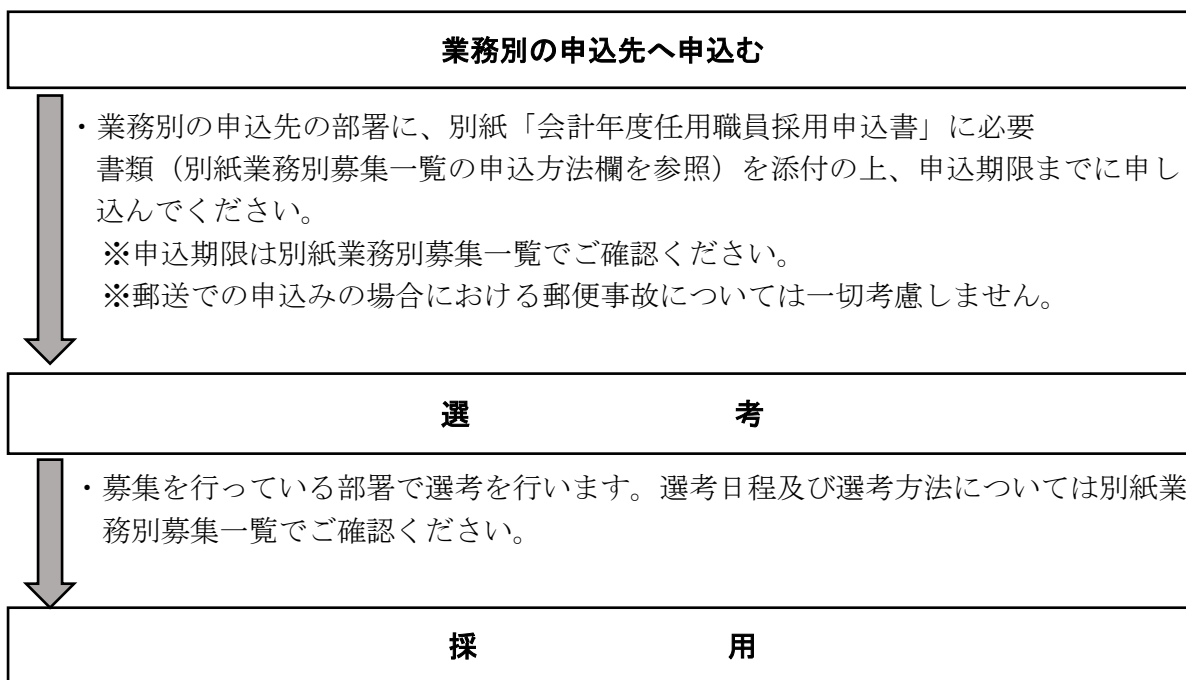 業務別の申込先へ申込む
・業務別の申込先の部署に、別紙「会計年度任用職員採用申込書」に必要
書類（別紙業務別募集一覧の申込方法欄を参照）を添付の上、申込期限までに申し
込んでください。
※申込期限は別紙業務別募集一覧でご確認ください。
※郵送での申込みの場合における郵便事故については一切考慮しません。
選　　　　　　　　考
・募集を行っている部署で選考を行います。選考日程及び選考方法については別紙業
務別募集一覧でご確認ください。
採　　　　　　　　用